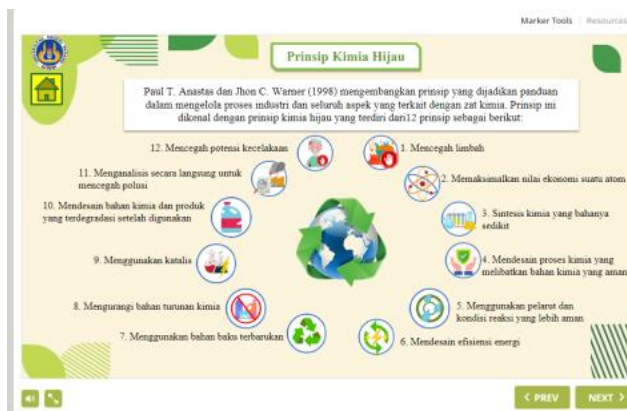 Marker Tools
Resources
Prinsip Kimia Hijau
Paul T. Anastas dan Jhon C. Warner (1998) mengembangkan prinsip yang dijadikan panduan
dalam mengelola proses industri dan seluruh aspek yang terkait dengan zat kimia. Prinsip ini
dikenal dengan prinsip kimia hijau yang terdiri dari12 prinsip sebagai berikut:
1. Mencegah limbah
2. Memaksimalkan nilai ekonomi suatu atom
3. Sintesis kimia yang bahanya
sedikit
4. Mendesain proses kimia yang
melibatkan bahan kimia yang aman
5. Menggunakan pelarut dan
kondisi reaksi yang lebih aman
6. Mendesain efisiensi energi
7. Menggunakan bahan baku terbarukan
8. Mengurangi bahan turunan kimia
9. Menggunakan katalis
10. Mendesain bahan kimia dan produk
yang terdegradasi setelah digunakan
11. Menganalisis secara langsung untuk
mencegah polusi
12. Mencegah potensi kecelakaan
< PREV
NEXT >